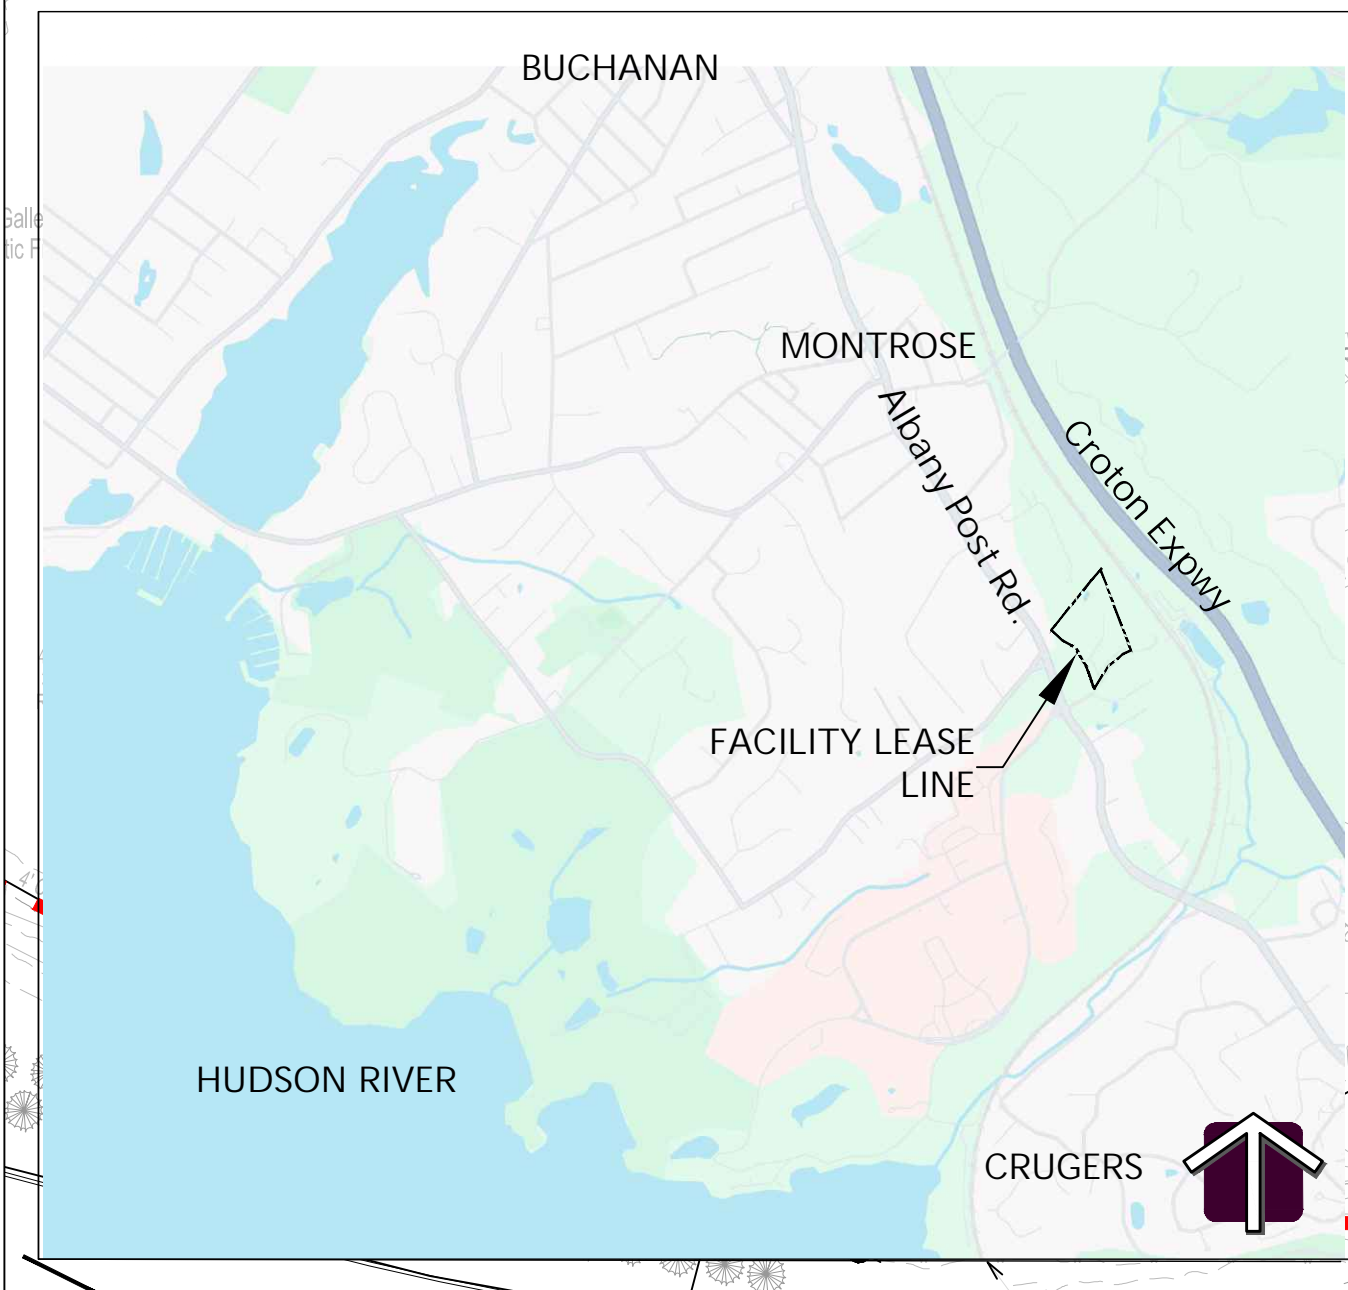 BUCHANAN
MONTROSE
Albany Post Rd.
Croton Expwy
FACILITY LEASE
LINE
HUDSON RIVER
CRUGERS